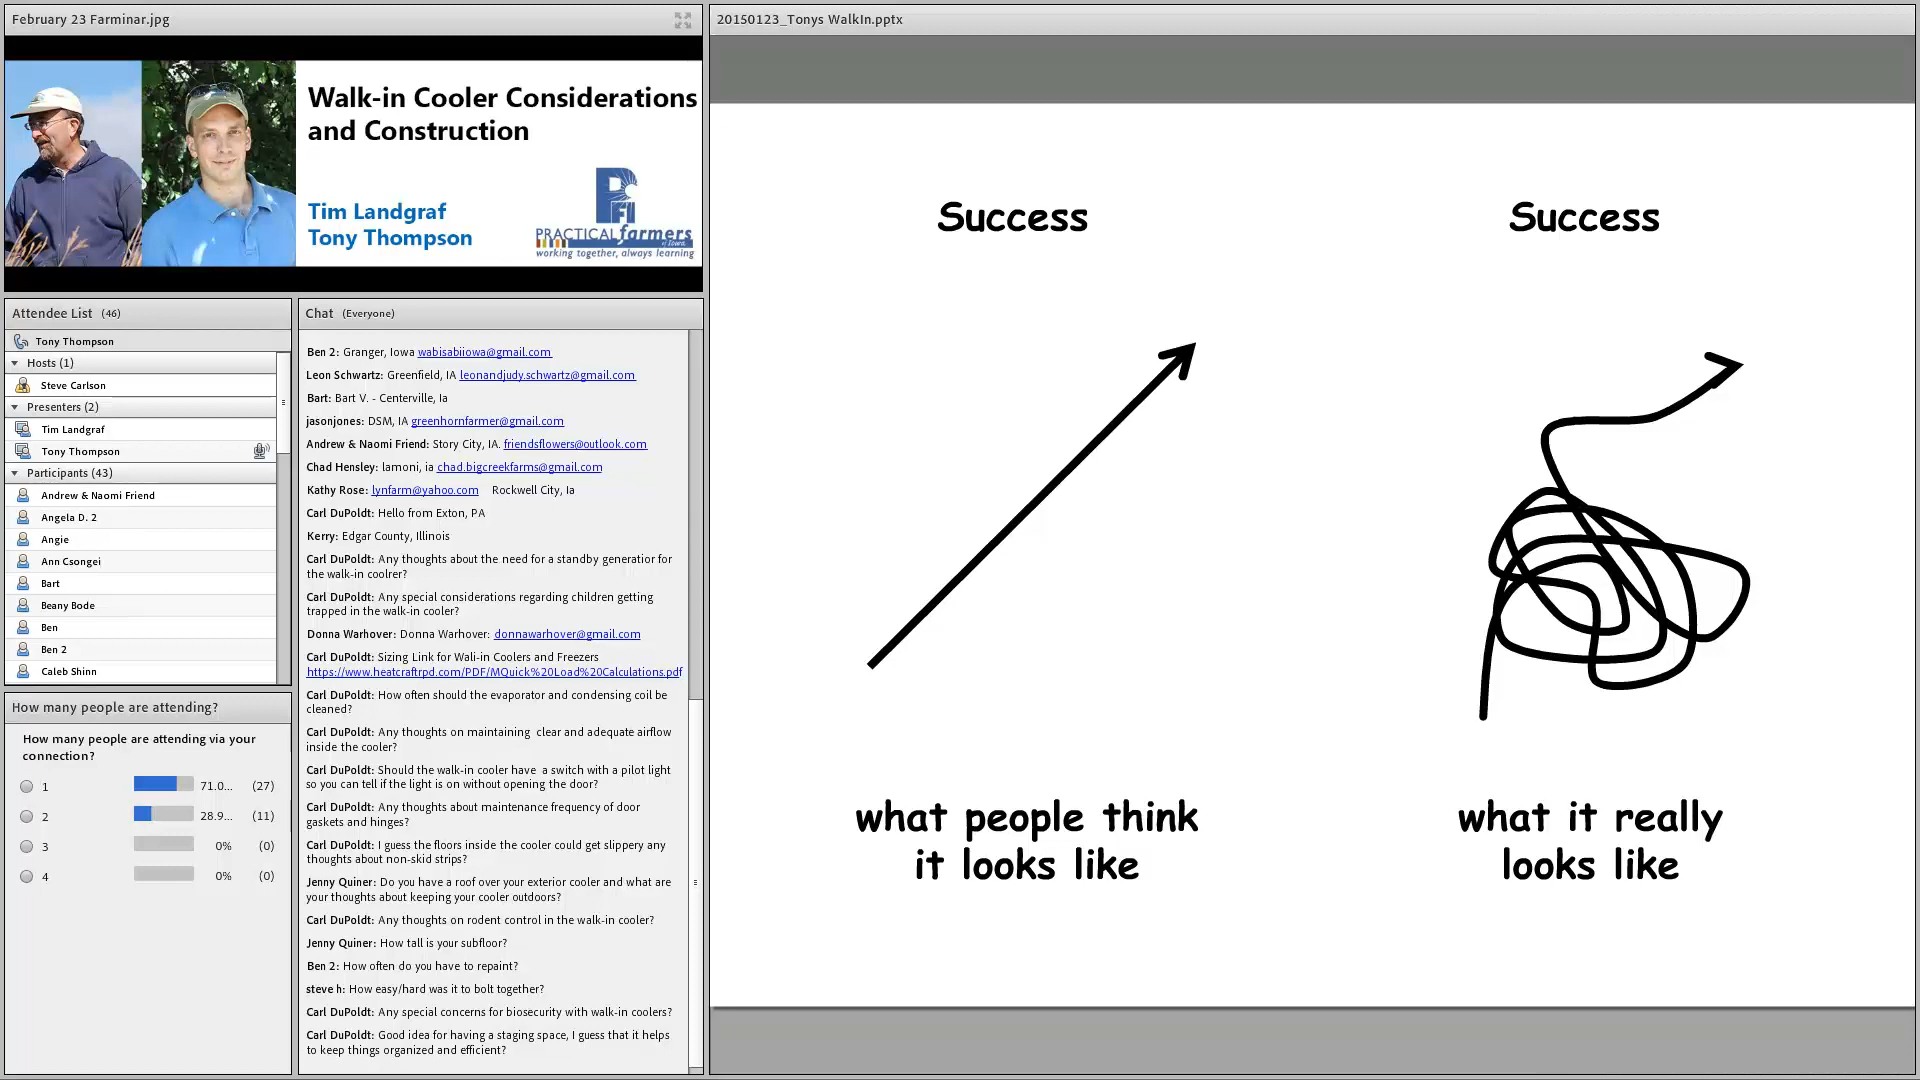 February 23 Farminar.jpg
Walk-in Cooler Considerations
and Construction
Tim Landgraf
Tony Thompson
PFI
PRACTICAL farmers
of Iowa
working together, always learning
Attendee List (46)
Tony Thompson
Hosts (1)
Steve Carlson
Presenters (2)
Tim Landgraf
Tony Thompson
Participants (43)
Andrew & Naomi Friend
Angela D. 2
Angie
Ann Csongei
Bart
Beany Bode
Ben
Ben 2
Caleb Shinn
How many people are attending?
How many people are attending via your
connection?
1 71.0... (27)
2 28.9... (11)
3 0% (0)
4 0% (0)
Chat (Everyone)
Ben 2: Granger, Iowa wabisabiiowa@gmail.com
Leon Schwartz: Greenfield, IA leonandjudy.schwartz@gmail.com
Bart: Bart V. - Centerville, Ia
jasonjones: DSM, IA greenhornfarmer@gmail.com
Andrew & Naomi Friend: Story City, IA. friendsflowers@outlook.com
Chad Hensley: lamoni, ia chad.bigcreekfarms@gmail.com
Kathy Rose: lynfarm@yahoo.com Rockwell City, Ia
Carl DuPoldt: Hello from Exton, PA
Kerry: Edgar County, Illinois
Carl DuPoldt: Any thoughts about the need for a standby generatior for
the walk-in coolrer?
Carl DuPoldt: Any special considerations regarding children getting
trapped in the walk-in cooler?
Donna Warhover: Donna Warhover: donnawarhover@gmail.com
Carl DuPoldt: Sizing Link for Wali-in Coolers and Freezers
https://www.heatcraftrpd.com/PDF/MQuick%20Load%20Calculations.pdf
Carl DuPoldt: How often should the evaporator and condensing coil be
cleaned?
Carl DuPoldt: Any thoughts on maintaining clear and adequate airflow
inside the cooler?
Carl DuPoldt: Should the walk-in cooler have a switch with a pilot light
so you can tell if the light is on without opening the door?
Carl DuPoldt: Any thoughts about maintenance frequency of door
gaskets and hinges?
Carl DuPoldt: I guess the floors inside the cooler could get slippery any
thoughts about non-skid strips?
Jenny Quiner: Do you have a roof over your exterior cooler and what are
your thoughts about keeping your cooler outdoors?
Carl DuPoldt: Any thoughts on rodent control in the walk-in cooler?
Jenny Quiner: How tall is your subfloor?
Ben 2: How often do you have to repaint?
steve h: How easy/hard was it to bolt together?
Carl DuPoldt: Any special concerns for biosecurity with walk-in coolers?
Carl DuPoldt: Good idea for having a staging space, I guess that it helps
to keep things organized and efficient?
20150123_Tonys WalkIn.pptx
Success
what people think
it looks like
Success
what it really
looks like